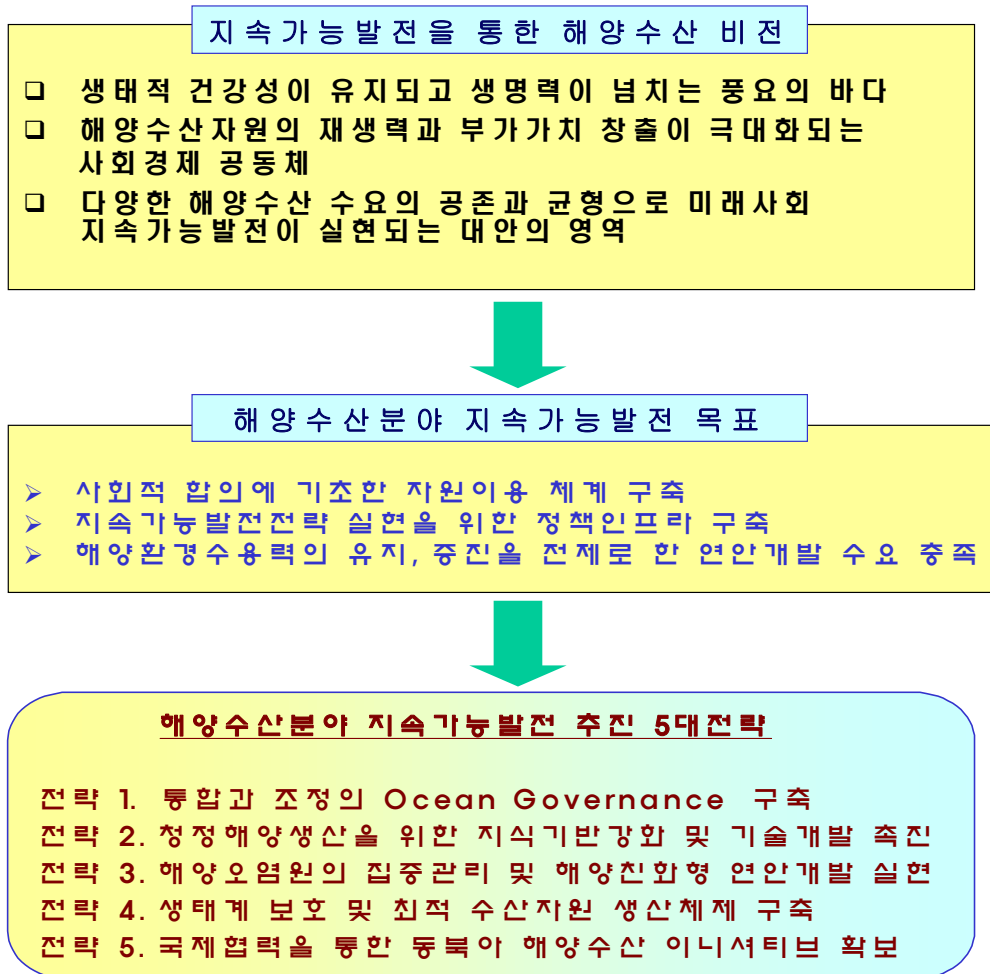 지속가능발전을 통한 해양수산 비전
❑ 생태적 건강성이 유지되고 생명력이 넘치는 풍요의 바다
❑ 해양수산자원의 재생력과 부가가치 창출이 극대화되는
사회경제 공동체
❑ 다양한 해양수산 수요의 공존과 균형으로 미래사회
지속가능발전이 실현되는 대안의 영역
해양수산분야 지속가능발전 목표
➢ 사회적 합의에 기초한 자원이용 체계 구축
➢ 지속가능발전전략 실현을 위한 정책인프라 구축
➢ 해양환경수용력의 유지, 증진을 전제로 한 연안개발 수요 충족
해양수산분야 지속가능발전 추진 5대전략
전략 1. 통합과 조정의 Ocean Governance 구축
전략 2. 청정해양생산을 위한 지식기반강화 및 기술개발 촉진
전략 3. 해양오염원의 집중관리 및 해양친화형 연안개발 실현
전략 4. 생태계 보호 및 최적 수산자원 생산체제 구축
전략 5. 국제협력을 통한 동북아 해양수산 이니셔티브 확보